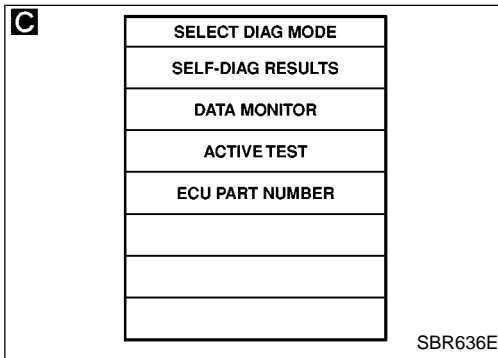 C
SELECT DIAG MODE
SELF-DIAG RESULTS
DATA MONITOR
ACTIVE TEST
ECU PART NUMBER
SBR636E